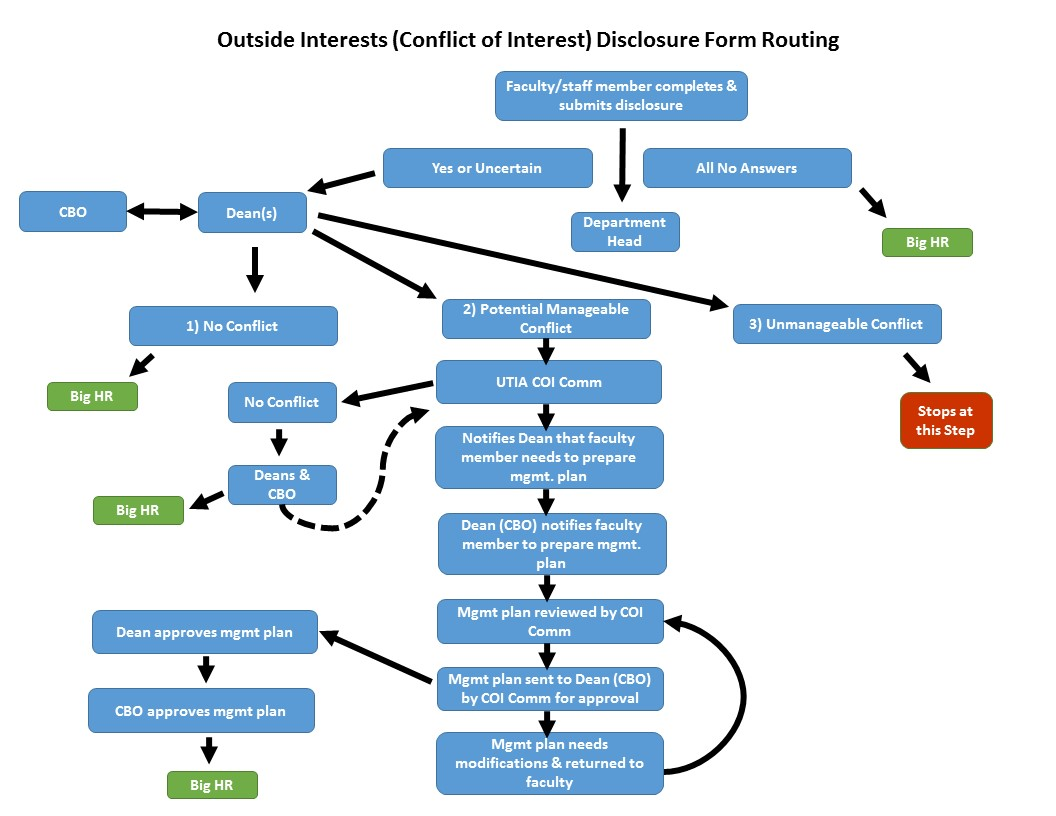 Outside Interests (Conflict of Interest) Disclosure Form Routing
Faculty/staff member completes &
submits disclosure
Yes or Uncertain
All No Answers
CBO
Dean(s)
Department
Head
Big HR
1) No Conflict
2) Potential Manageable
Conflict
3) Unmanageable Conflict
Big HR
UTIA COI Comm
No Conflict
Stops at
this Step
Notifies Dean that faculty
member needs to prepare
mgmt. plan
Deans &
CBO
Big HR
Dean (CBO) notifies faculty
member to prepare mgmt.
plan
Mgmt plan reviewed by COI
Comm
Dean approves mgmt plan
Mgmt plan sent to Dean (CBO)
by COI Comm for approval
CBO approves mgmt plan
Mgmt plan needs
modifications & returned to
faculty
Big HR